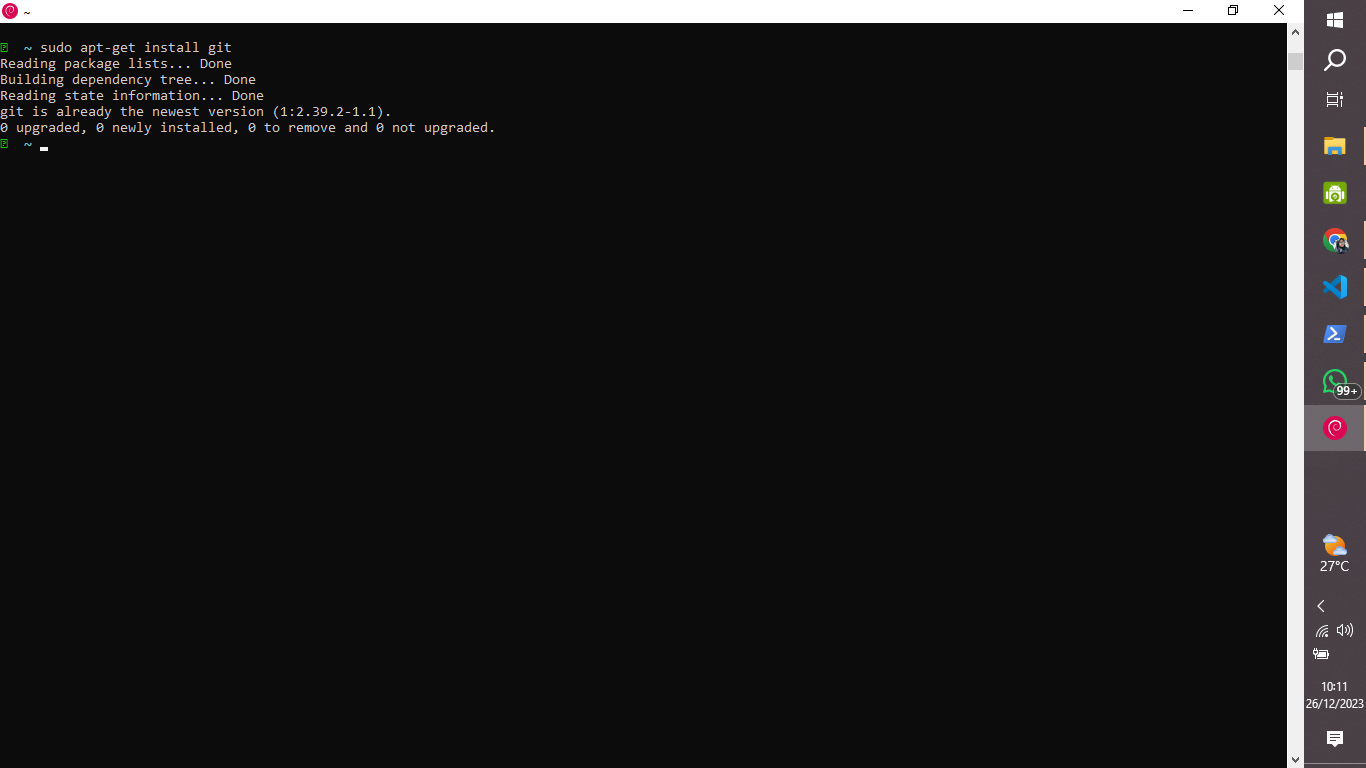 ~
~ sudo apt-get install git
Reading package lists... Done
Building dependency tree... Done
Reading state information... Done
git is already the newest version (1:2.39.2-1.1).
0 upgraded, 0 newly installed, 0 to remove and 0 not upgraded.
~
99+
27°C
10:11
26/12/2023